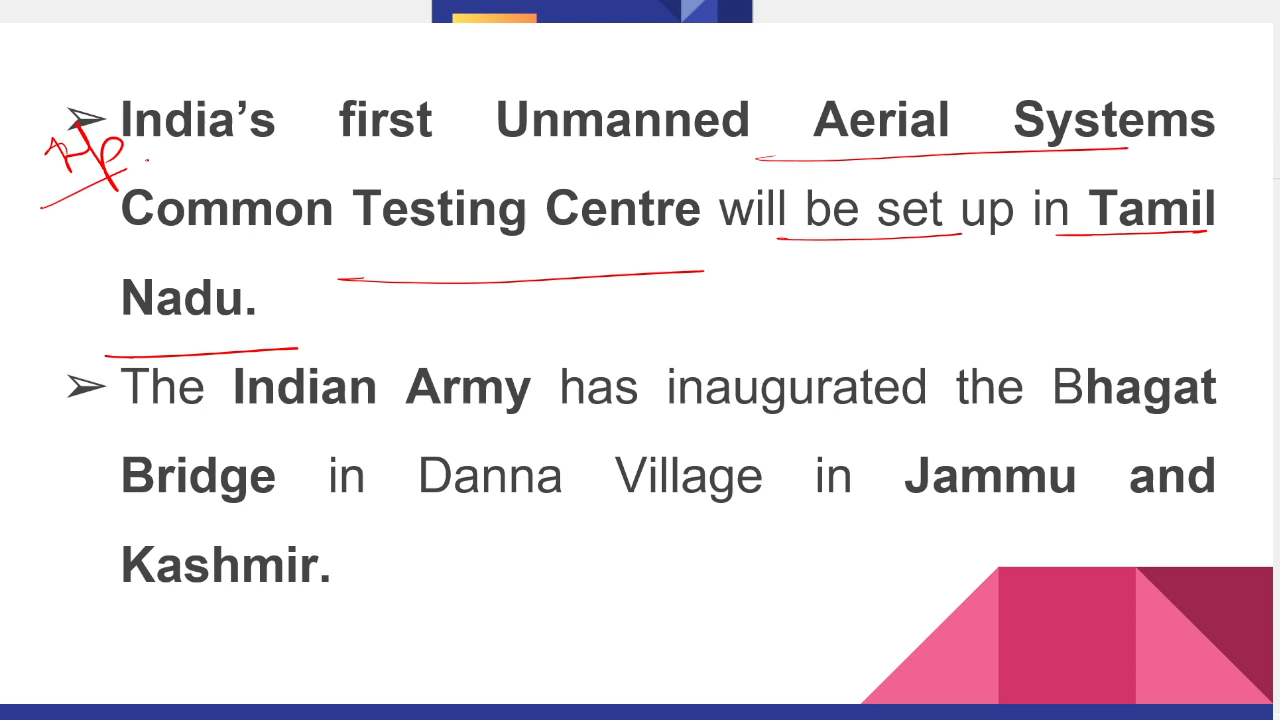 ➢ India’s first Unmanned Aerial Systems
Common Testing Centre will be set up in Tamil
Nadu.
➢ The Indian Army has inaugurated the Bhagat
Bridge in Danna Village in Jammu and
Kashmir.